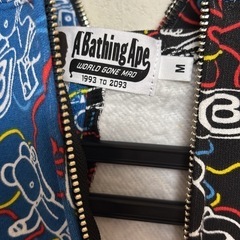 A Bathing Ape
WORLD GONE MAD
1993 TO 2093
M